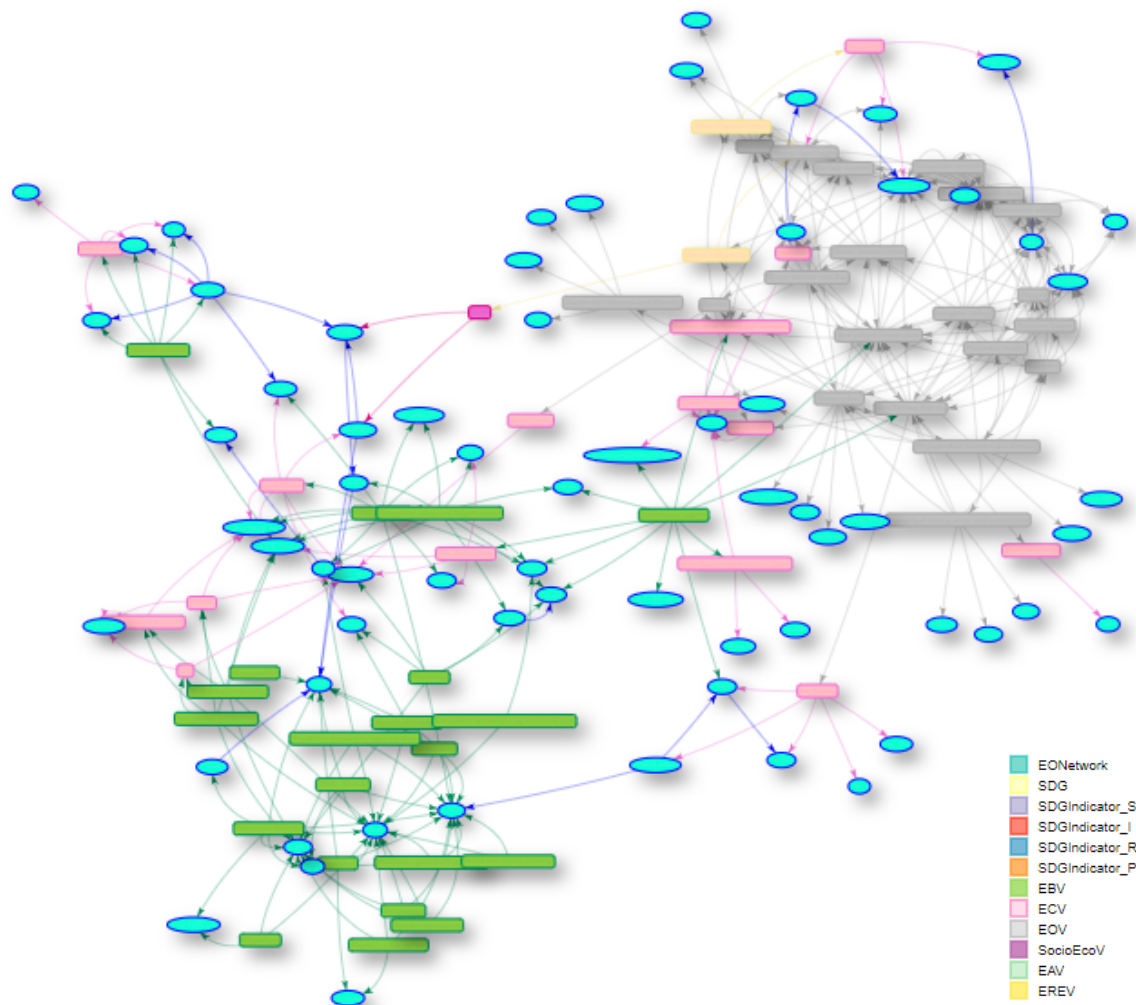 EONetwork
SDG
SDGIndicator_S
SDGIndicator_I
SDGIndicator_R
SDGIndicator_P
EBV
ECV
EOV
SocioEcoV
EAV
EREV